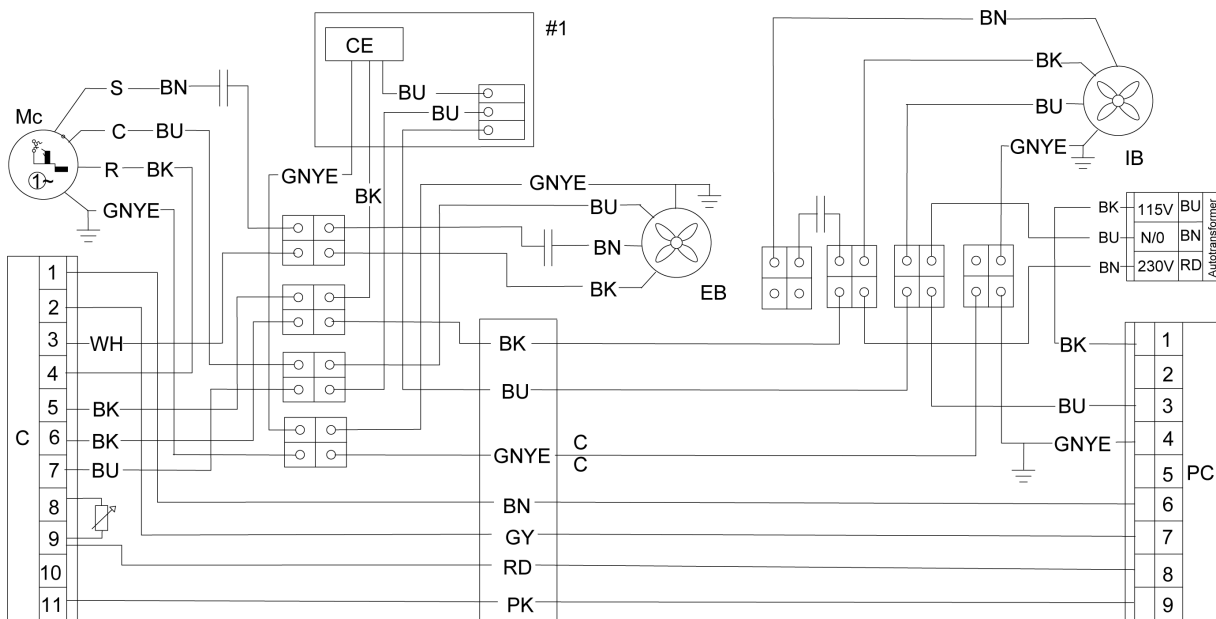 BN
#1
CE
BK
S BN
BU
BU
BU
Mc
C BU
R BK
1~
GNYE
IB
GNYE
GNYE
BK
GNYE
BU
BN
BK
EB
BK 115V BU
BU N/0 BN
BN 230V RD
Autotransformer
C
1
2
3 WH
4
5 BK
6 BK
7 BU
8
9
10
11
BK
BU
GNYE
C
C
BN
GY
RD
PK
BK 1
2
BU 3
GNYE 4
5
6
7
8
9
PC